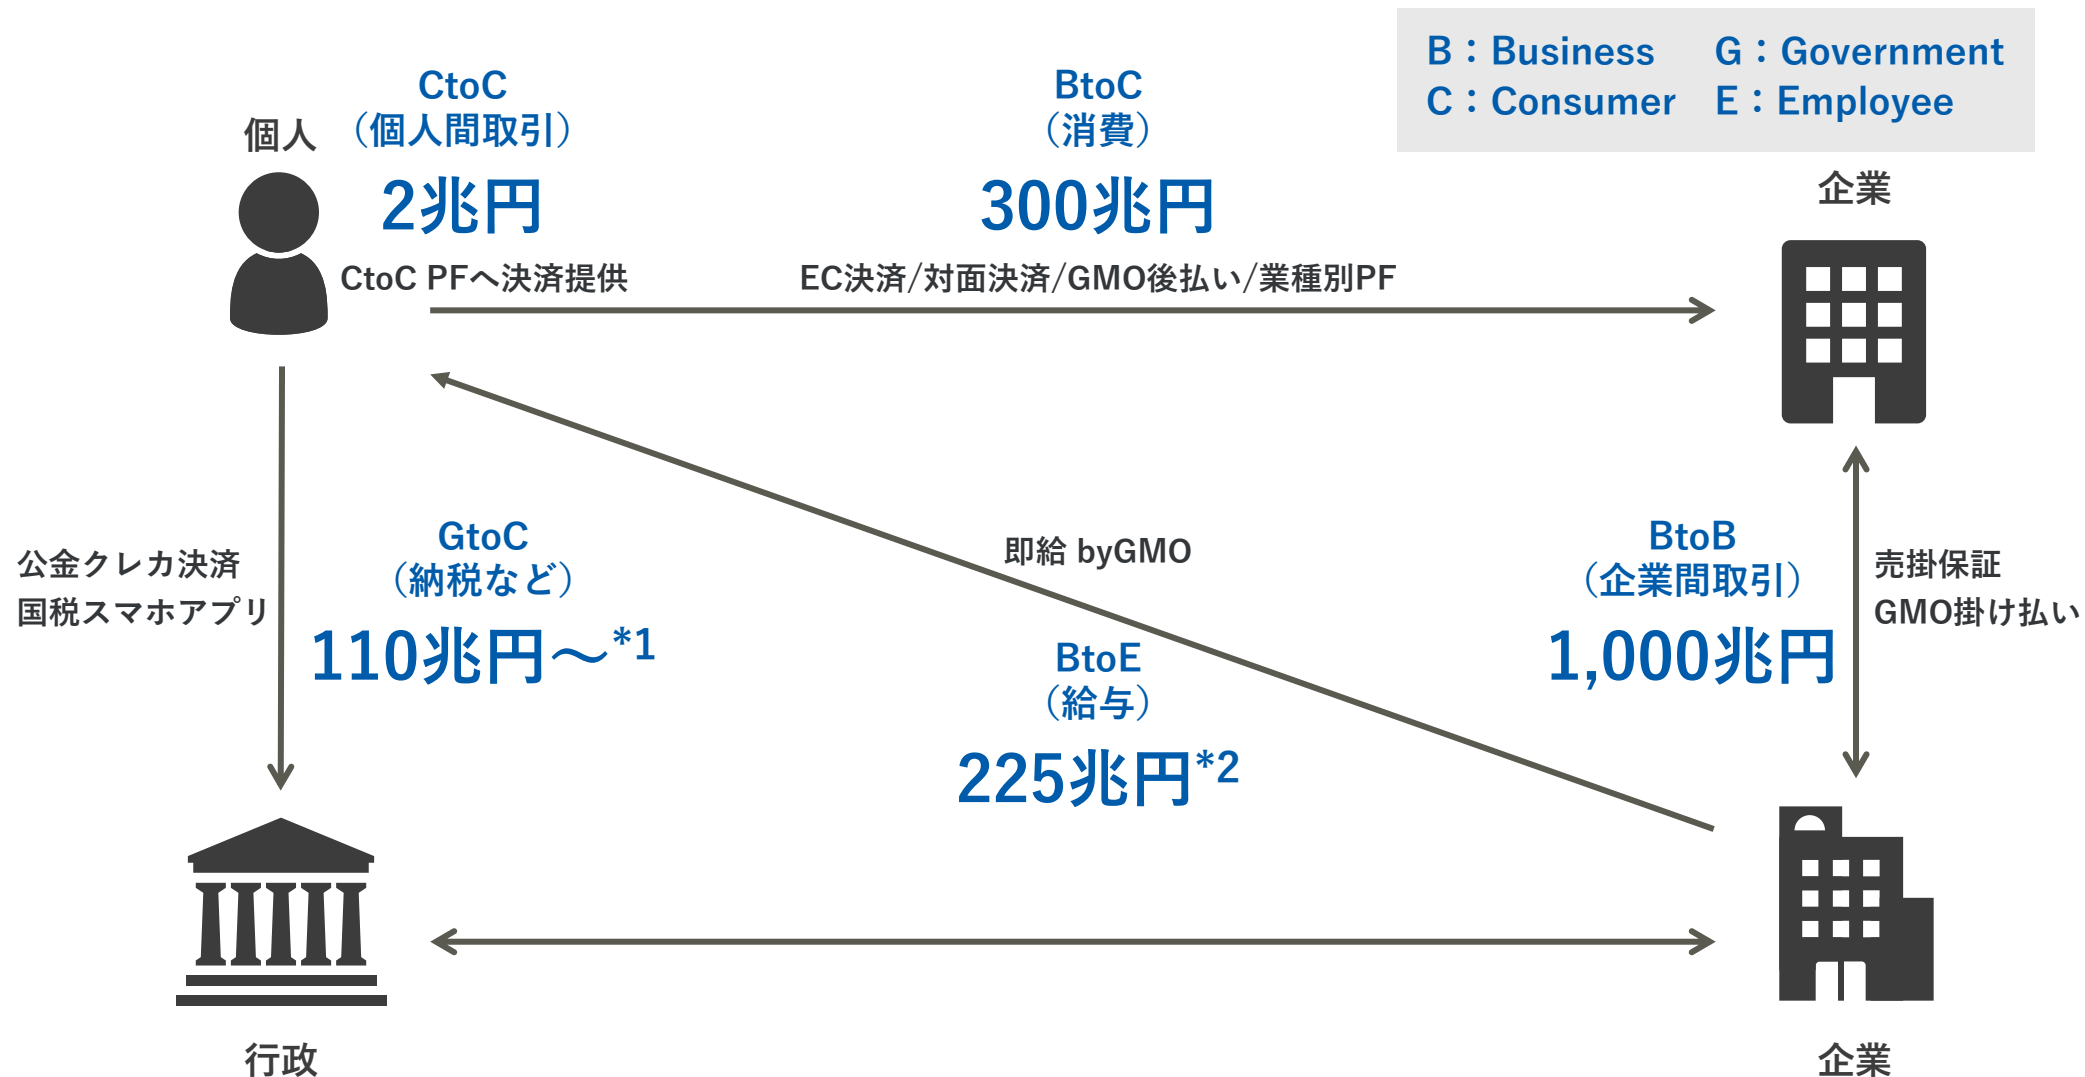 B：Business G：Government
C：Consumer E：Employee
個人
CtoC
（個人間取引）
2兆円
CtoC PFへ決済提供
BtoC
（消費）
300兆円
EC決済/対面決済/GMO後払い/業種別PF
企業
公金クレカ決済
国税スマホアプリ
GtoC
（納税など）
110兆円～*1
即給 byGMO
BtoE
（給与）
225兆円*2
BtoB
（企業間取引）
1,000兆円
売掛保証
GMO掛け払い
行政
企業